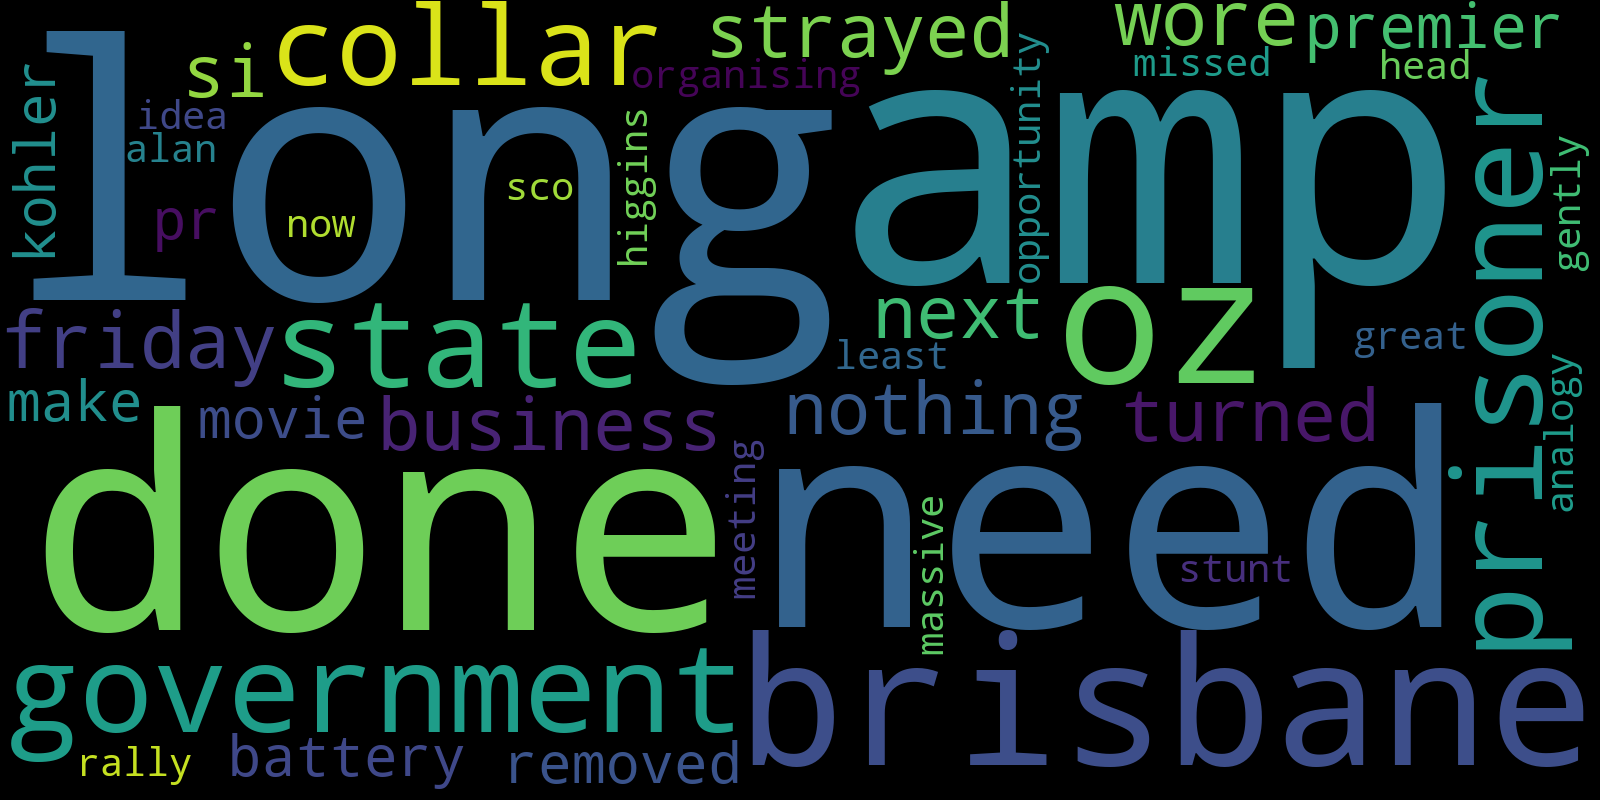 long
amp
done
need
brisbane
government
prisoner
oz
state
collar
strayed
wore
premier
si
organising
missed
head
kohler
idea
alan
pr
now
sco
higgins
opportunity
gently
friday
next
least
great
make
movie
business
nothing
turned
analogy
meeting
massive
stunt
rally
battery
removed